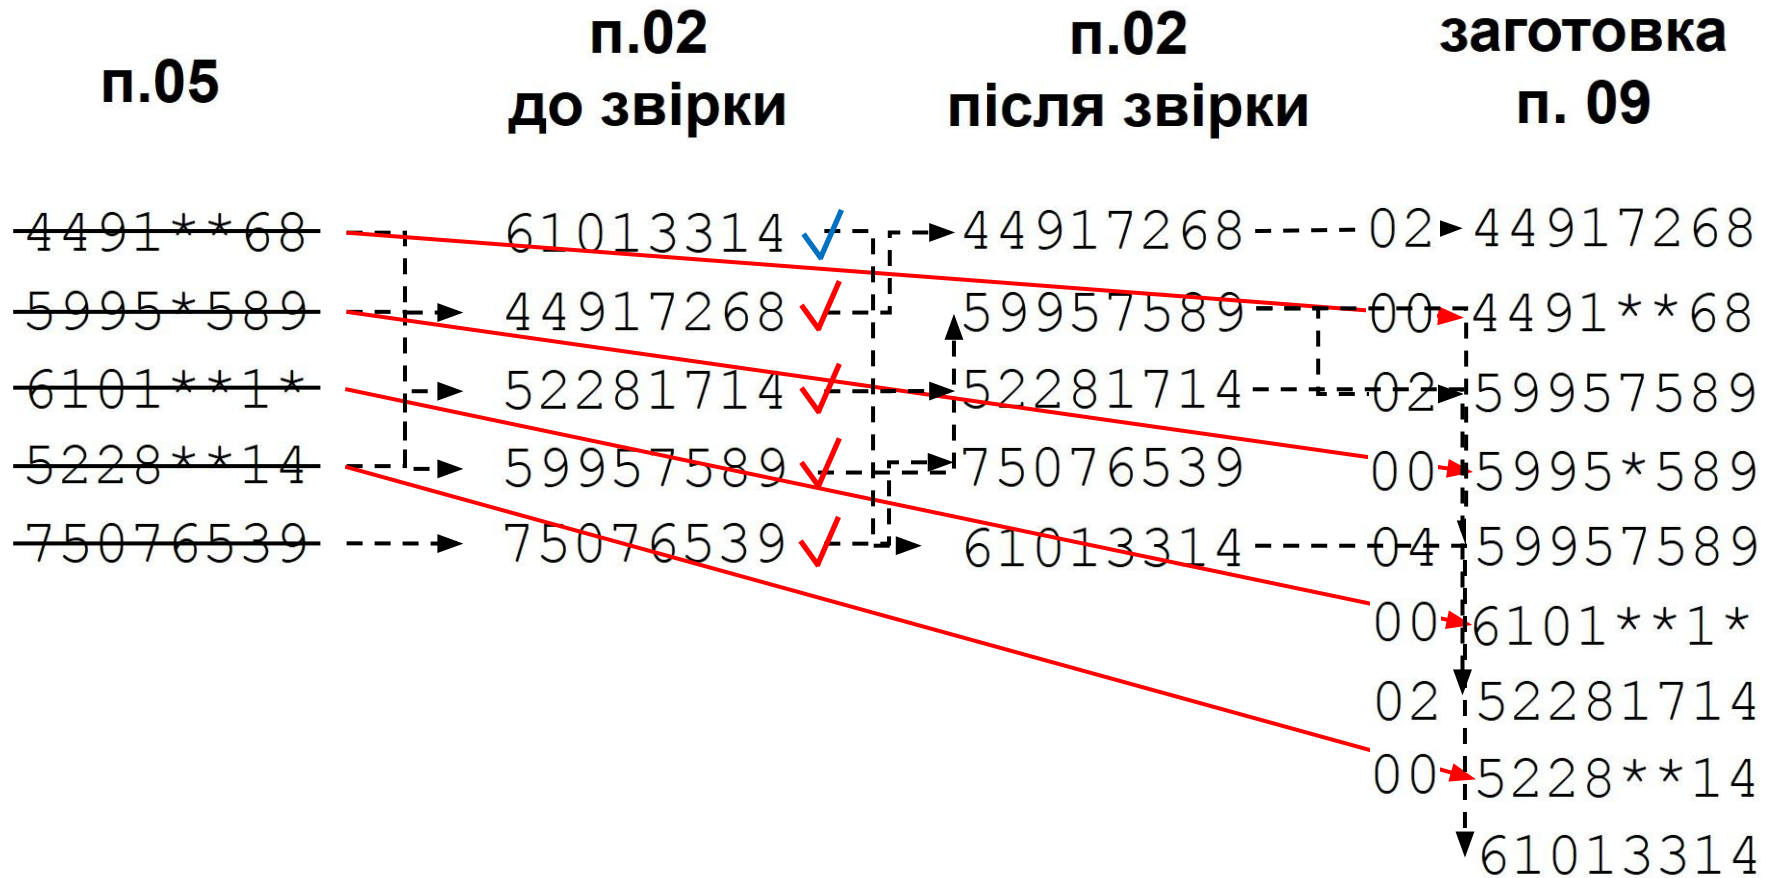 п.05
п.02
до звірки
п.02
після звірки
заготовка
п. 09
4491**68 61013314 44917268 02 44917268
5995*589 44917268 59957589 00 4491**68
6101**1* 52281714 52281714 02 59957589
5228**14 59957589 75076539 00 5995*589
75076539 75076539 61013314 04 59957589
00 6101**1*
02 52281714
00 5228**14
61013314